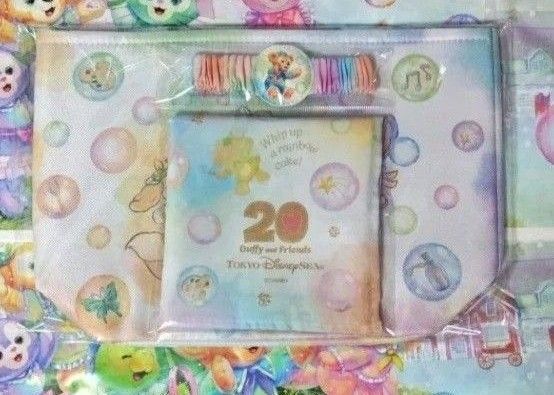 Whip up
a rainbow
cake!
20
Duffy and Friends
TOKYO DISNEYSEA